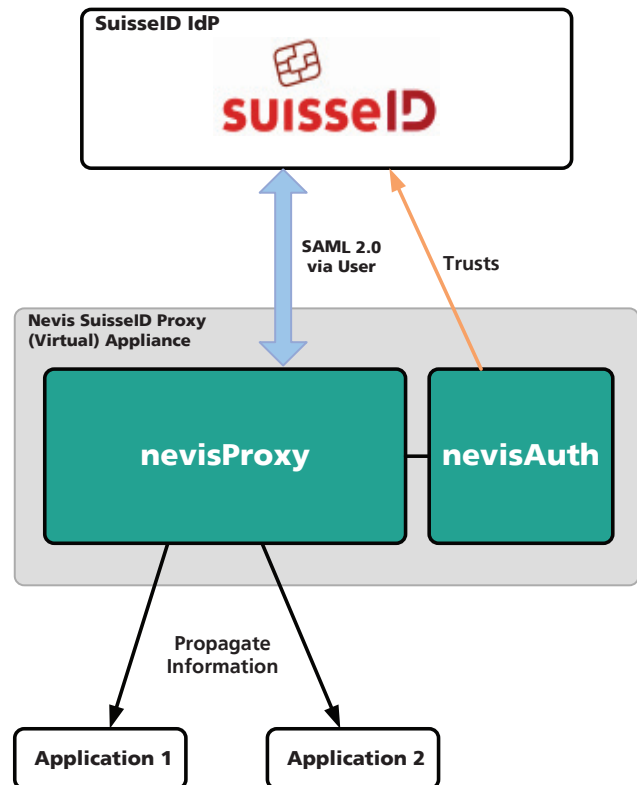 SuisseID IdP
suisseID
SAML 2.0
via User
Trusts
Nevis SuisseID Proxy
(Virtual) Appliance
nevisProxy
nevisAuth
Propagate
Information
Application 1
Application 2